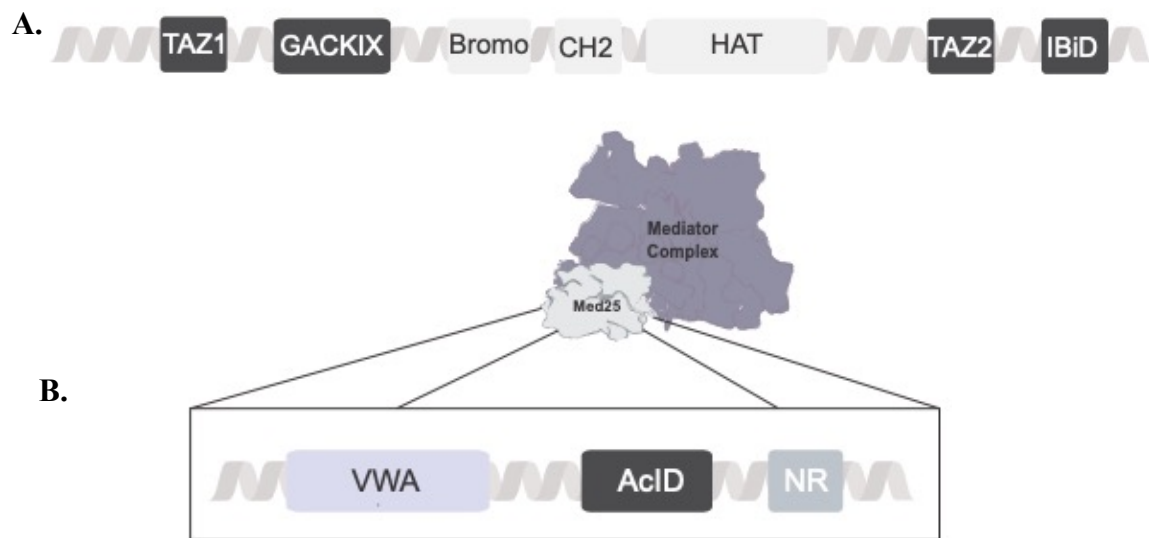 A.
TAZ1 GACKIX Bromo CH2 HAT TAZ2 IBiD
Mediator
Complex
Med25
B.
VWA AcID NR